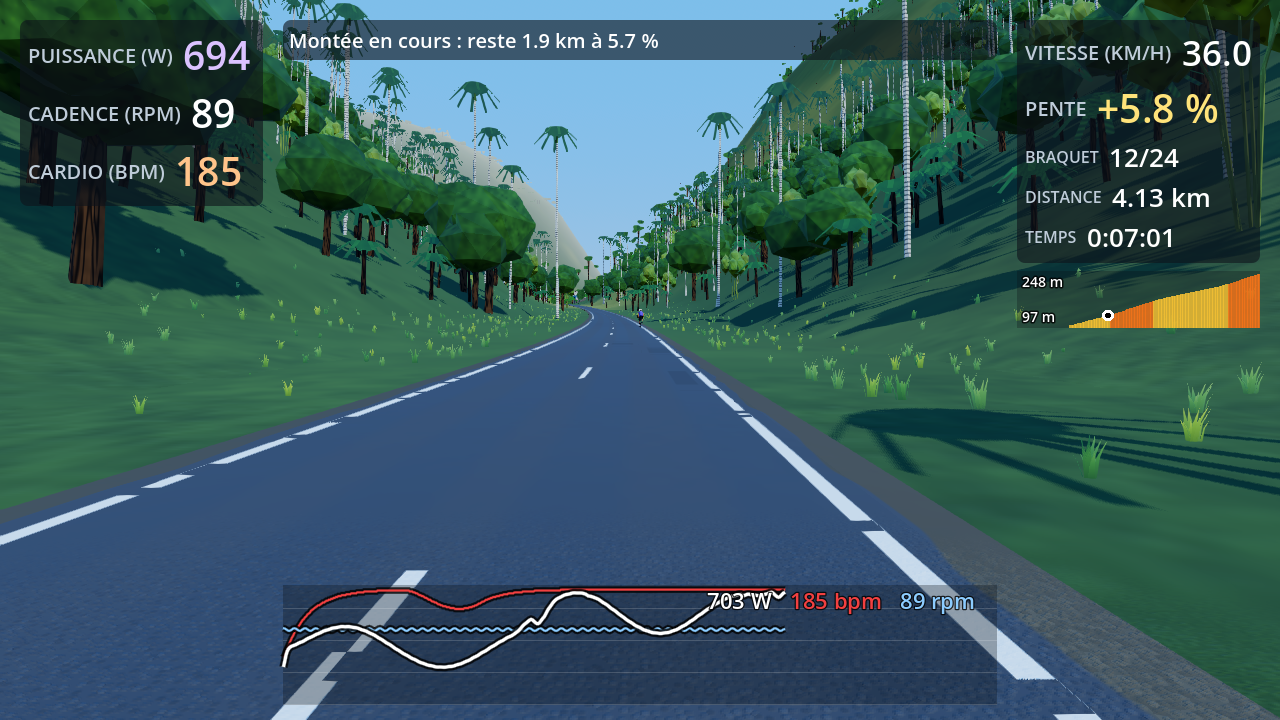 PUISSANCE (W) 694
CADENCE (RPM) 89
CARDIO (BPM) 185
Montée en cours : reste 1.9 km à 5.7 %
VITESSE (KM/H) 36.0
PENTE +5.8 %
BRAQUET 12/24
DISTANCE 4.13 km
TEMPS 0:07:01
248 m
97 m
703 W 185 bpm 89 rpm